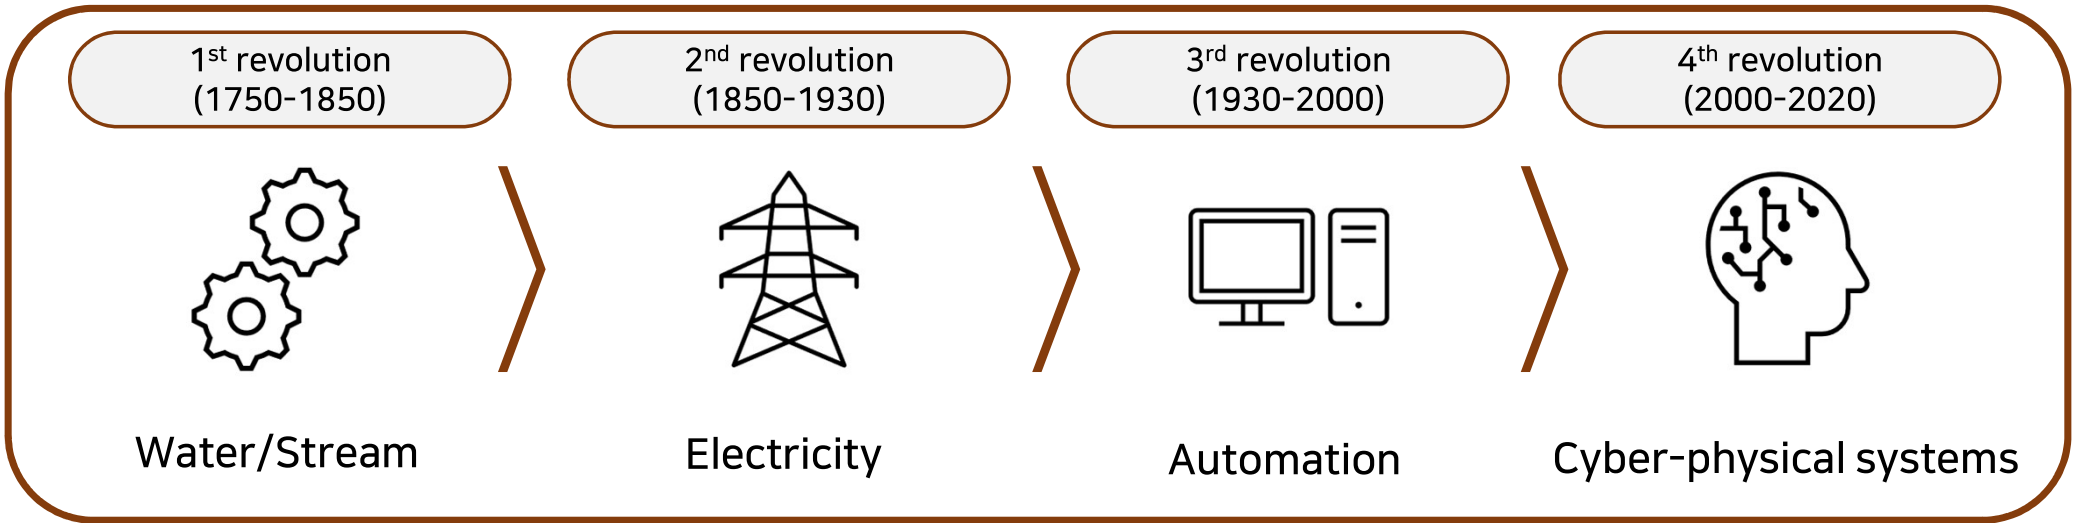 1st revolution
(1750-1850)
2nd revolution
(1850-1930)
3rd revolution
(1930-2000)
4th revolution
(2000-2020)
Water/Stream
Electricity
Automation
Cyber-physical systems